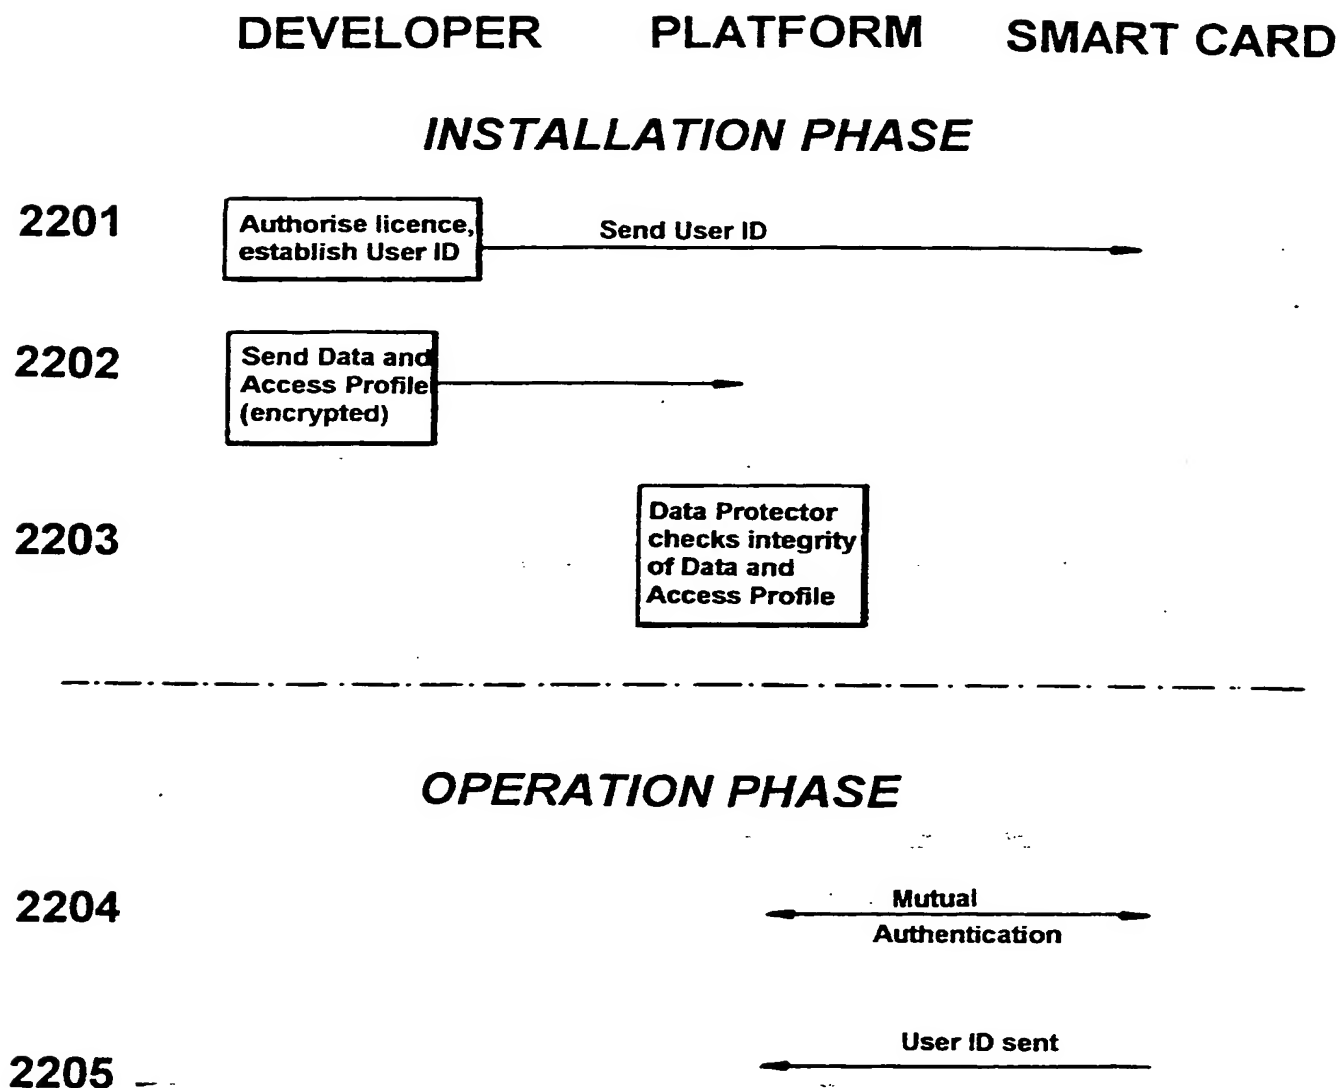 DEVELOPER PLATFORM SMART CARD
INSTALLATION PHASE
2201
Authorise licence,
establish User ID
Send User ID
2202
Send Data and
Access Profile
(encrypted)
2203
Data Protector
checks integrity
of Data and
Access Profile
OPERATION PHASE
2204
Mutual
Authentication
2205
User ID sent